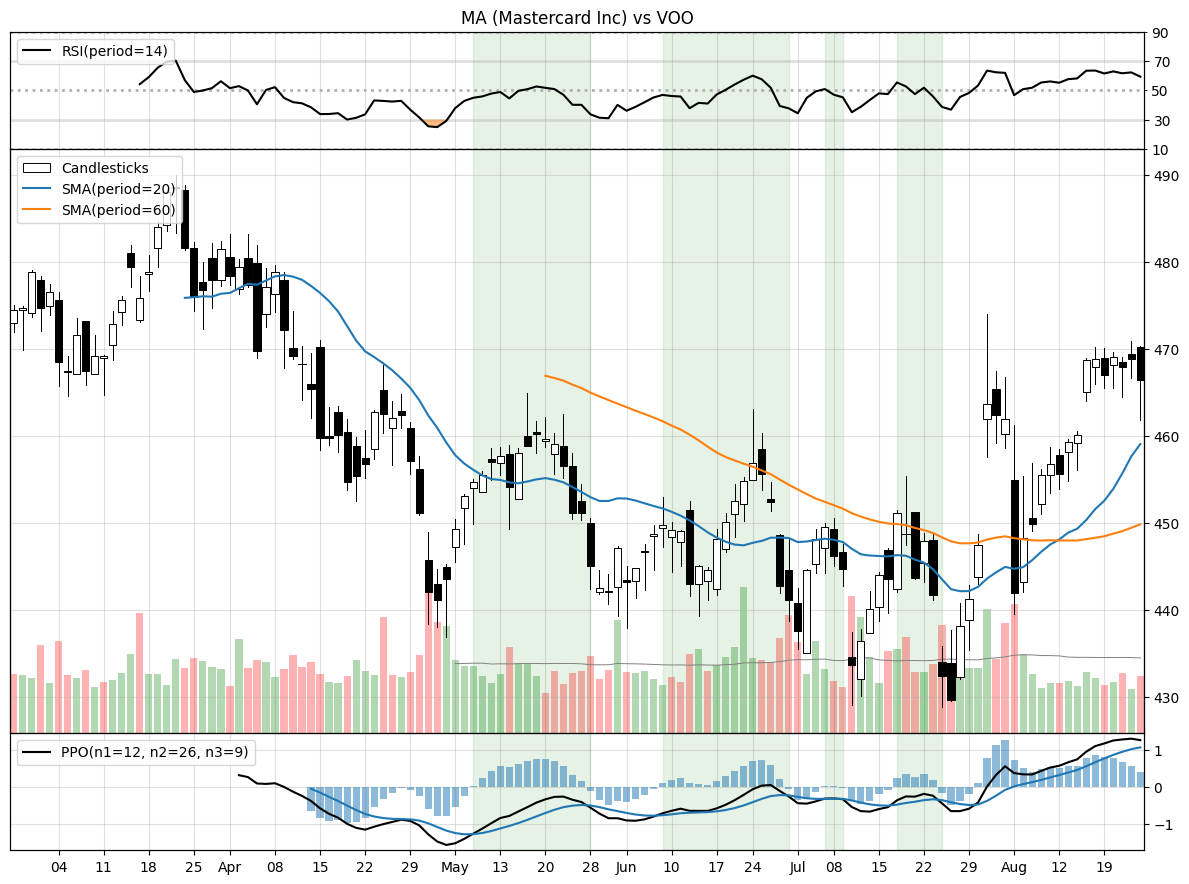 MA (Mastercard Inc) vs VOO
RSI(period=14)
90
70
50
30
10
Candlesticks
SMA(period=20)
SMA(period=60)
490
480
470
460
450
440
430
PPO(n1=12, n2=26, n3=9)
1
0
−1
04 11 18 25 Apr 08 15 22 29 May 13 20 28 Jun 10 17 24 Jul 08 15 22 29 Aug 12 19